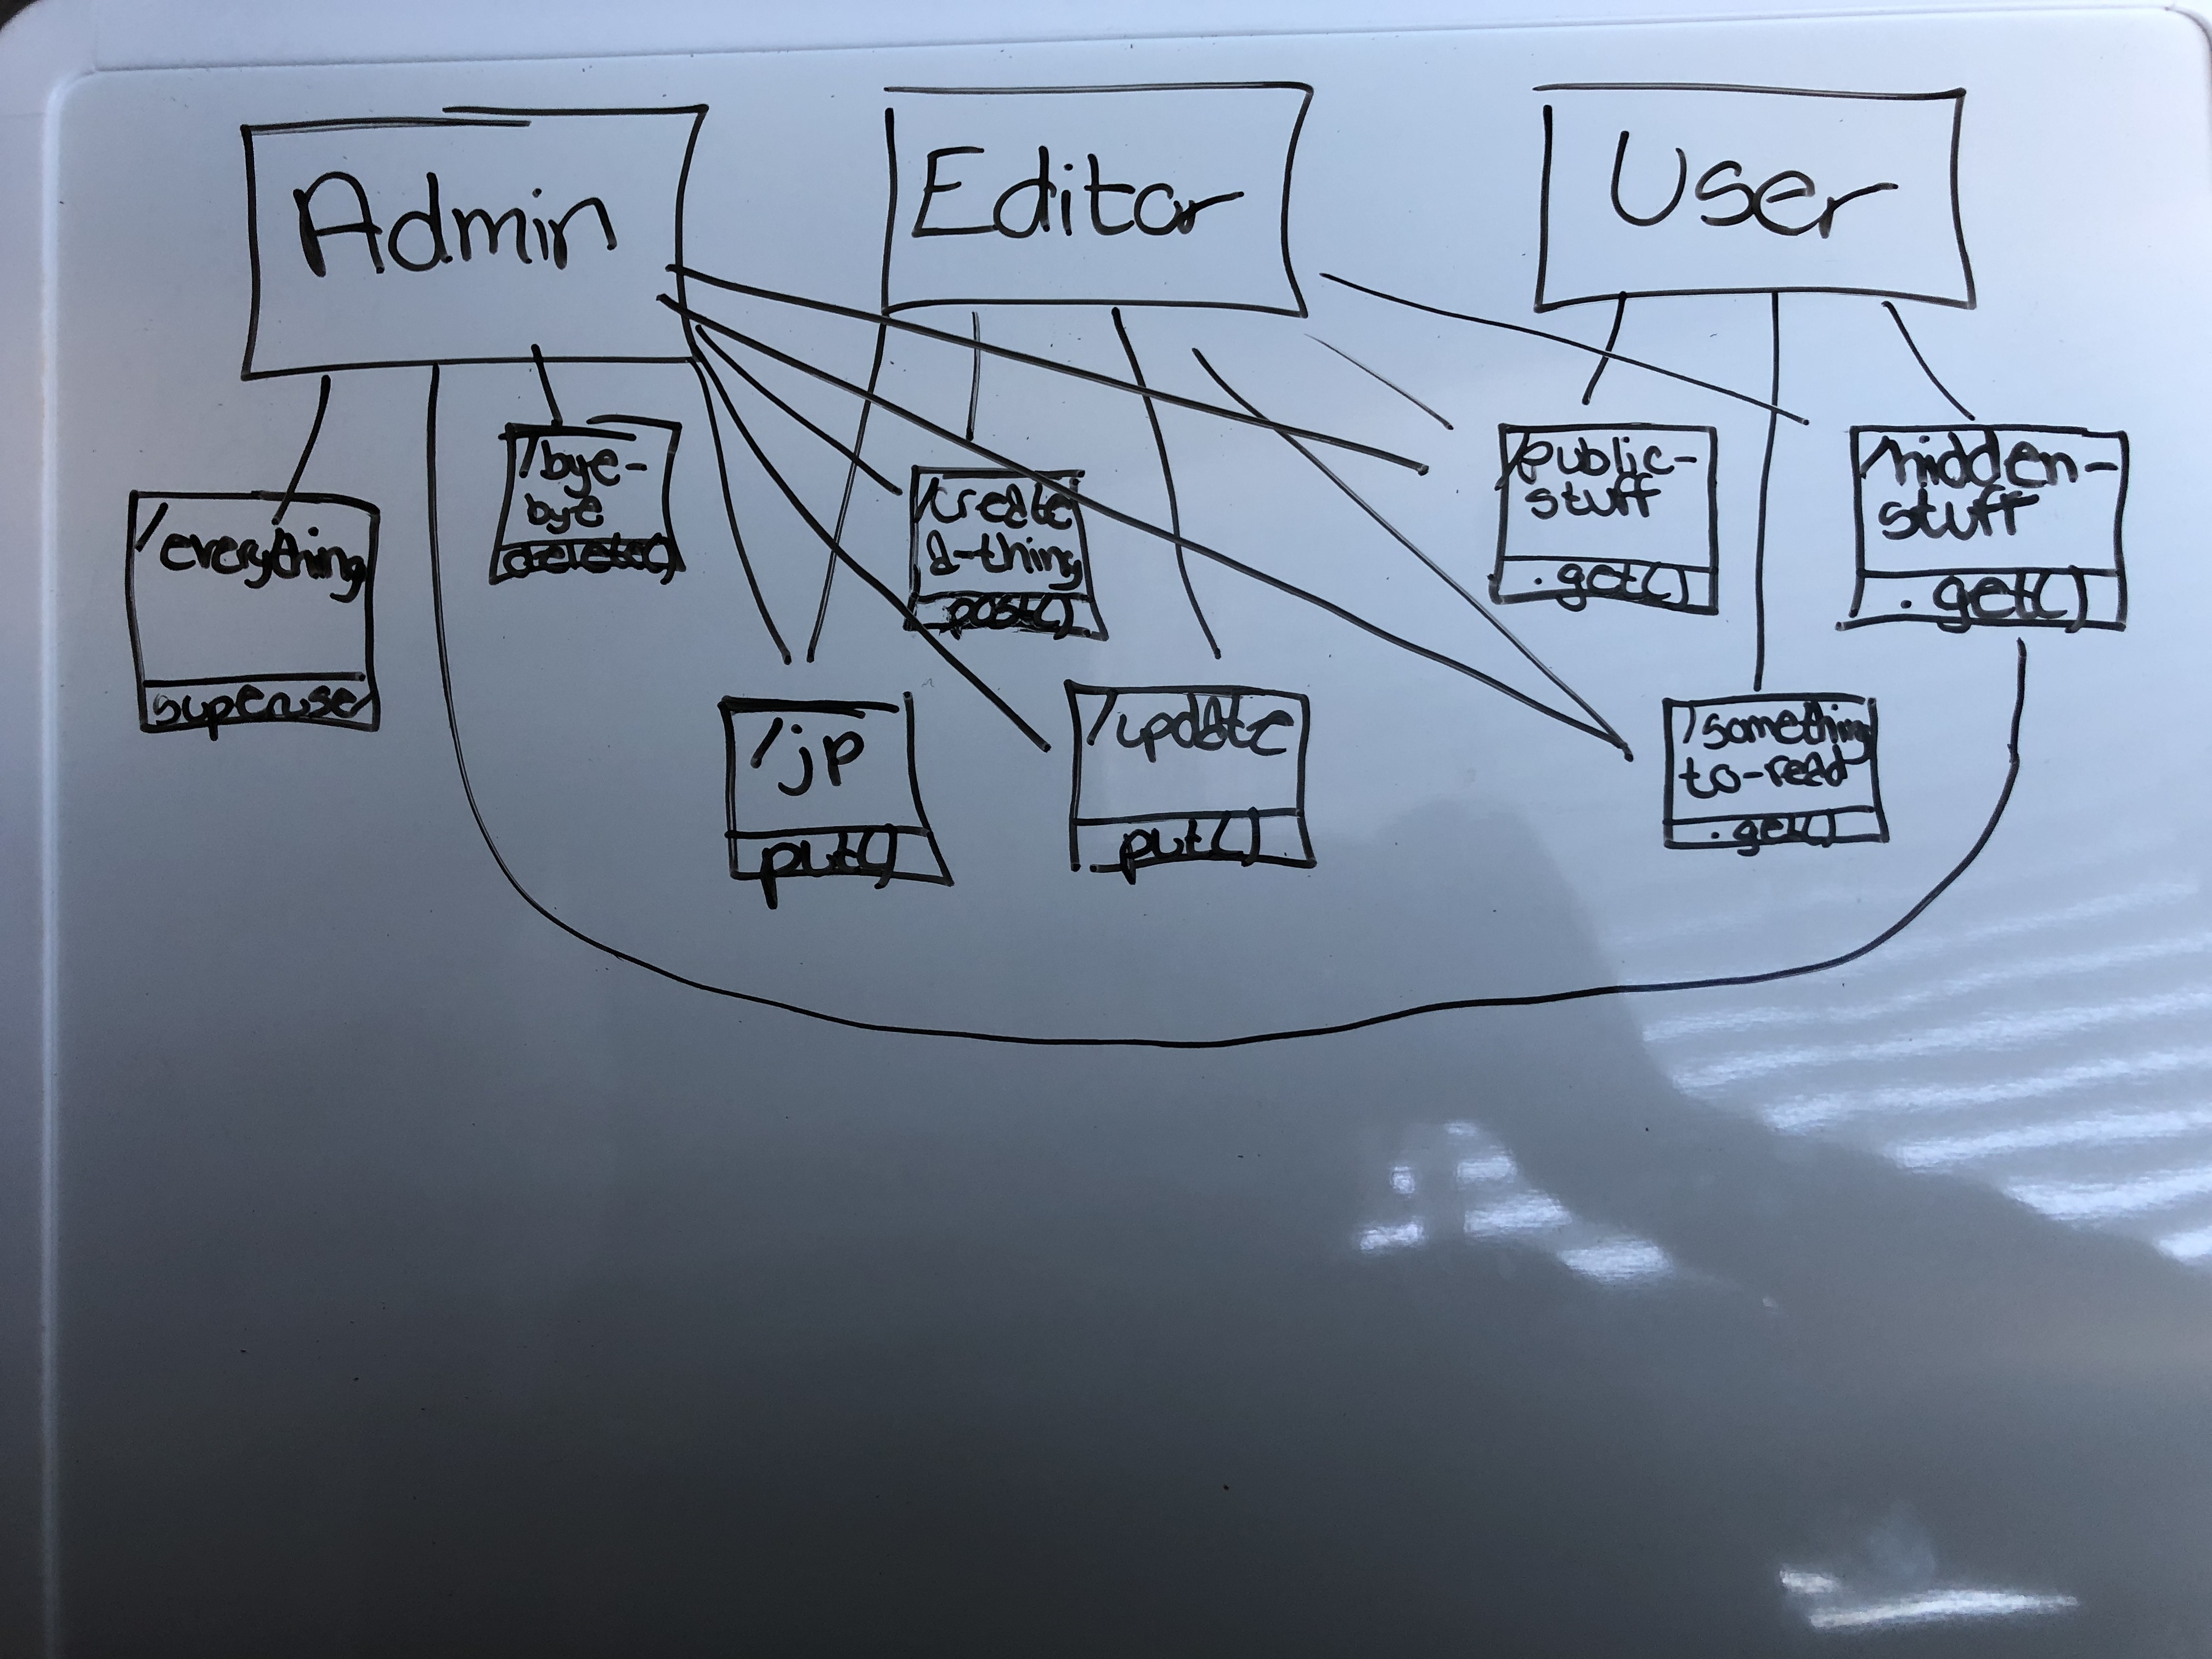 Admin
Editor
User
/everything
superuser
/bye-
bye
delete()
/create
a-thing
post()
/jp
put()
/update
put()
/public-
stuff
.get()
/hidden-
stuff
.get()
/something
to-read
.get()